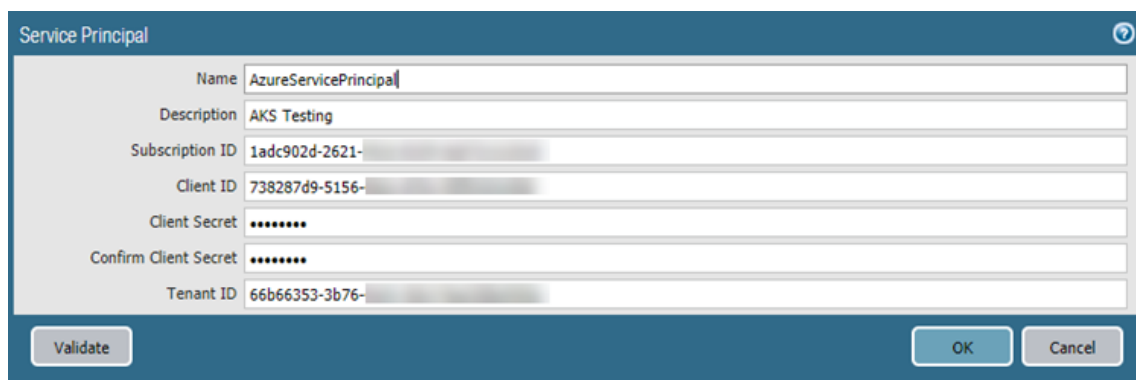 Service Principal
Name AzureServicePrincipal
Description AKS Testing
Subscription ID 1adc902d-2621-
Client ID 738287d9-5156-
Client Secret ••••••••
Confirm Client Secret ••••••••
Tenant ID 66b66353-3b76-
Validate OK Cancel